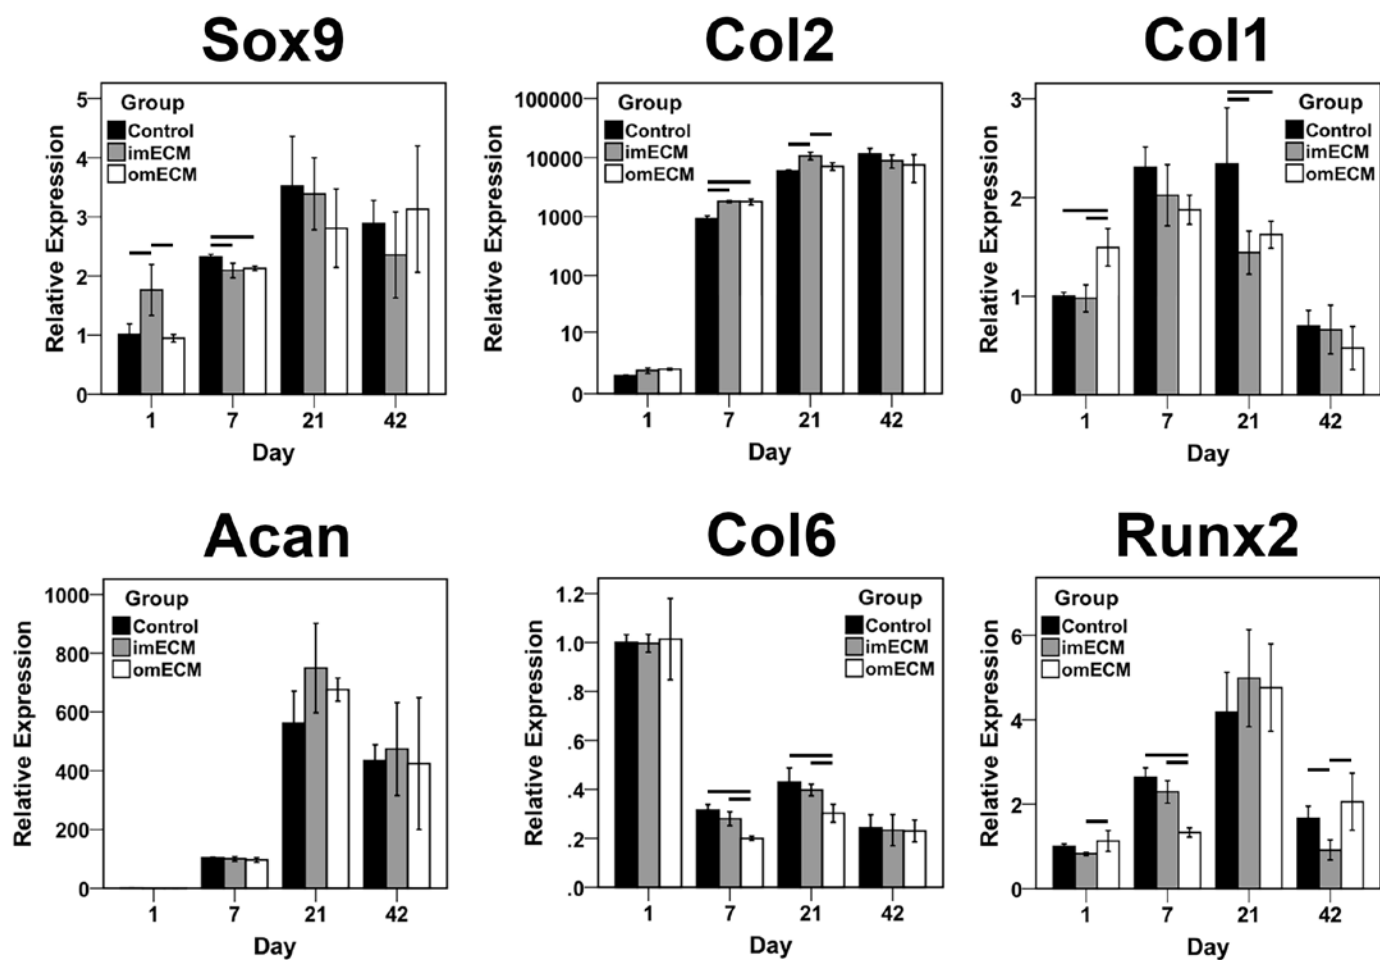 Sox9
Relative Expression
5
4
3
2
1
0
Group
Control
imECM
omECM
1 7 21 42
Day
Col2
Relative Expression
100000
10000
1000
100
10
0
Group
Control
imECM
omECM
1 7 21 42
Day
Col1
Relative Expression
3
2
1
0
Group
Control
imECM
omECM
1 7 21 42
Day
Acan
Relative Expression
1000
800
600
400
200
0
Group
Control
imECM
omECM
1 7 21 42
Day
Col6
Relative Expression
1.2
1.0
.8
.6
.4
.2
.0
Group
Control
imECM
omECM
1 7 21 42
Day
Runx2
Relative Expression
6
4
2
0
Group
Control
imECM
omECM
1 7 21 42
Day